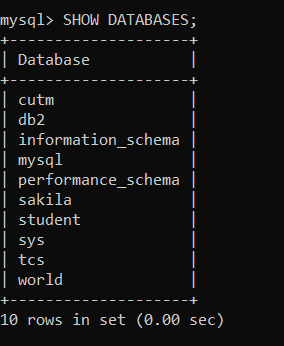 mysql> SHOW DATABASES;
+--------------------+
| Database           |
+--------------------+
| cutm               |
| db2                |
| information_schema |
| mysql              |
| performance_schema |
| sakila             |
| student            |
| sys                |
| tcs                |
| world              |
+--------------------+
10 rows in set (0.00 sec)